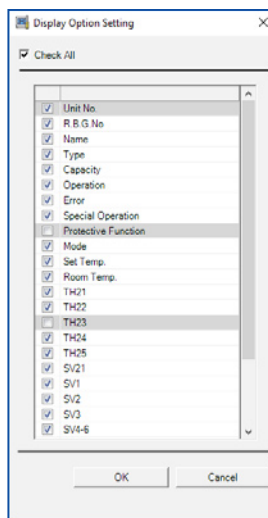 Display Option Setting
Check All
Unit No.
R.B.G.No
Name
Type
Capacity
Operation
Error
Special Operation
Protective Function
Mode
Set Temp.
Room Temp.
TH21
TH22
TH23
TH24
TH25
SV21
SV1
SV2
SV3
SV4-6
OK
Cancel